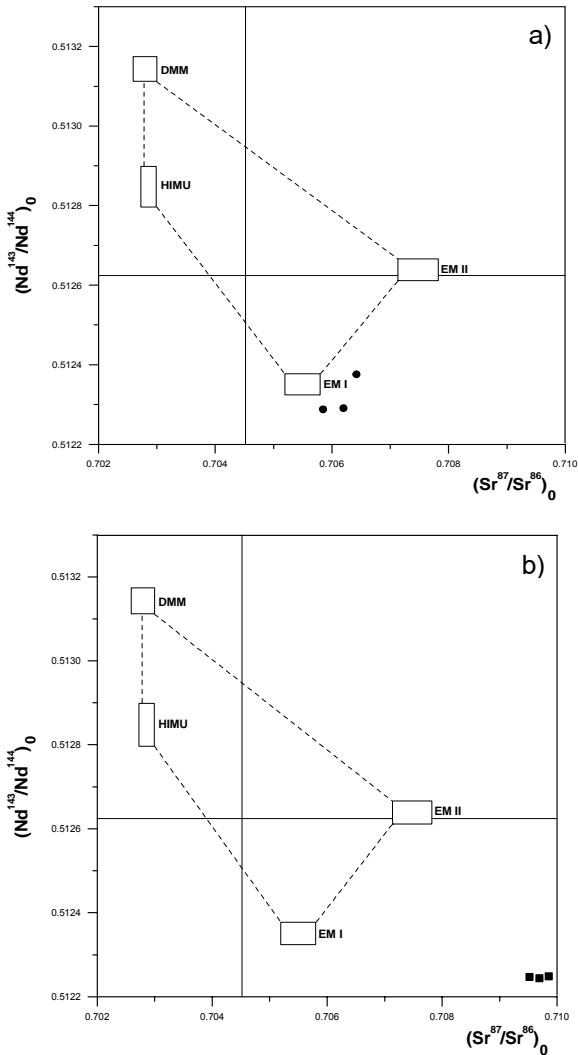 a)
0.5132
DMM
0.5130
HIMU
0.5128
(Nd143/Nd144)0
EM II
0.5126
0.5124
EM I
0.5122
0.702 0.704 0.706 0.708 0.710
(Sr87/Sr86)0
b)
0.5132
DMM
0.5130
HIMU
0.5128
(Nd143/Nd144)0
EM II
0.5126
0.5124
EM I
0.5122
0.702 0.704 0.706 0.708 0.710
(Sr87/Sr86)0